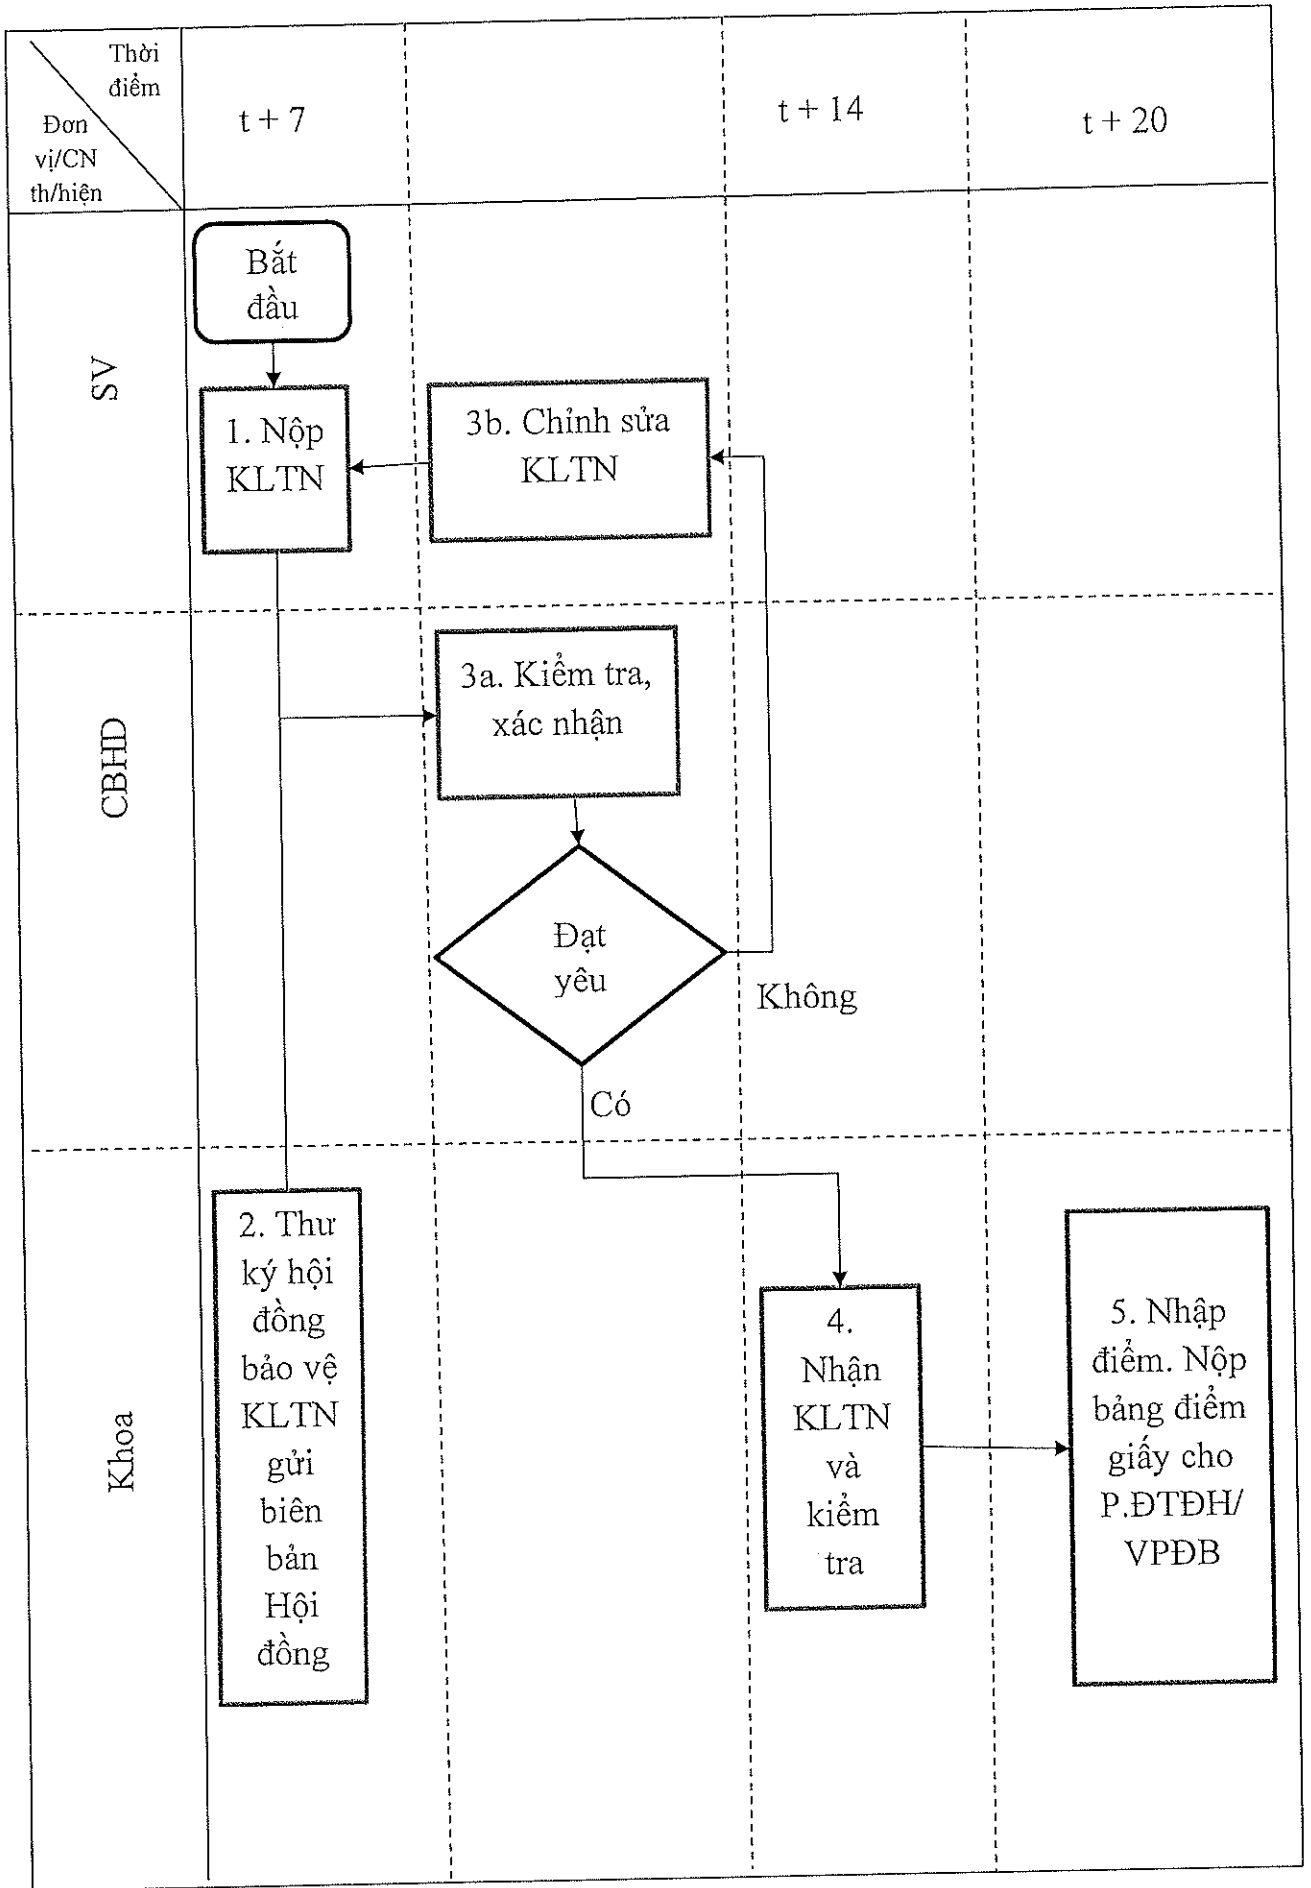 Thời
điểm
Đơn
vị/CN
th/hiện
t + 7
t + 14
t + 20
SV
Bắt
đầu
1. Nộp
KLTN
3b. Chỉnh sửa
KLTN
CBHD
3a. Kiểm tra,
xác nhận
Đạt
yêu
Không
Có
Khoa
2. Thư
ký hội
đồng
bảo vệ
KLTN
gửi
biên
bản
Hội
đồng
4.
Nhận
KLTN
và
kiểm
tra
5. Nhập
điểm. Nộp
bảng điểm
giấy cho
P.ĐTĐH/
VPĐB